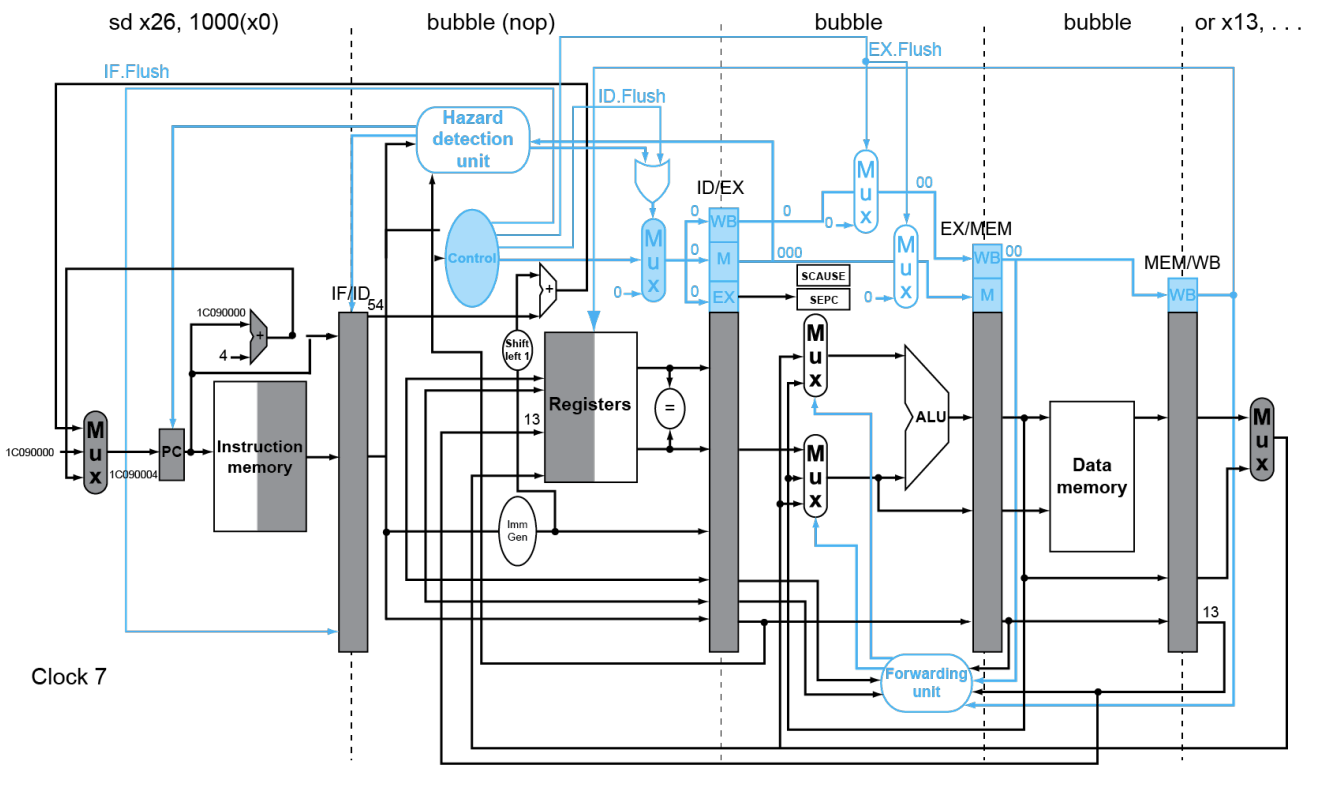 sd x26, 1000(x0)
bubble (nop)
bubble
bubble
or x13, . . .
EX.Flush
IF.Flush
ID.Flush
Hazard
detection
unit
M
u
x
ID/EX
00
0
WB
0
0
EX/MEM
Control
M
u
x
0
M
000
M
u
x
WB
00
MEM/WB
0
0
EX
SCAUSE
SEPC
0
M
WB
IF/ID
54
+
1C090000
+
4
Shift
left 1
M
u
x
Registers
=
13
ALU
M
u
x
1C090000
PC
1C090004
Instruction
memory
M
u
x
Data
memory
M
u
x
Imm
Gen
13
Forwarding
unit
Clock 7